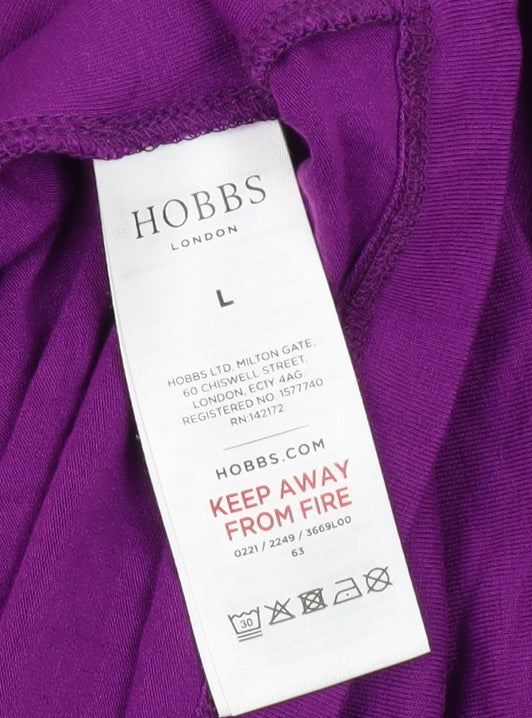 HOBBS
LONDON
L
HOBBS LTD, MILTON GATE,
60 CHISWELL STREET,
LONDON, EC1Y 4AG.
REGISTERED NO. 1577740
RN:142172
HOBBS.COM
KEEP AWAY
FROM FIRE
0221 / 2249 / 3669L00
63
30